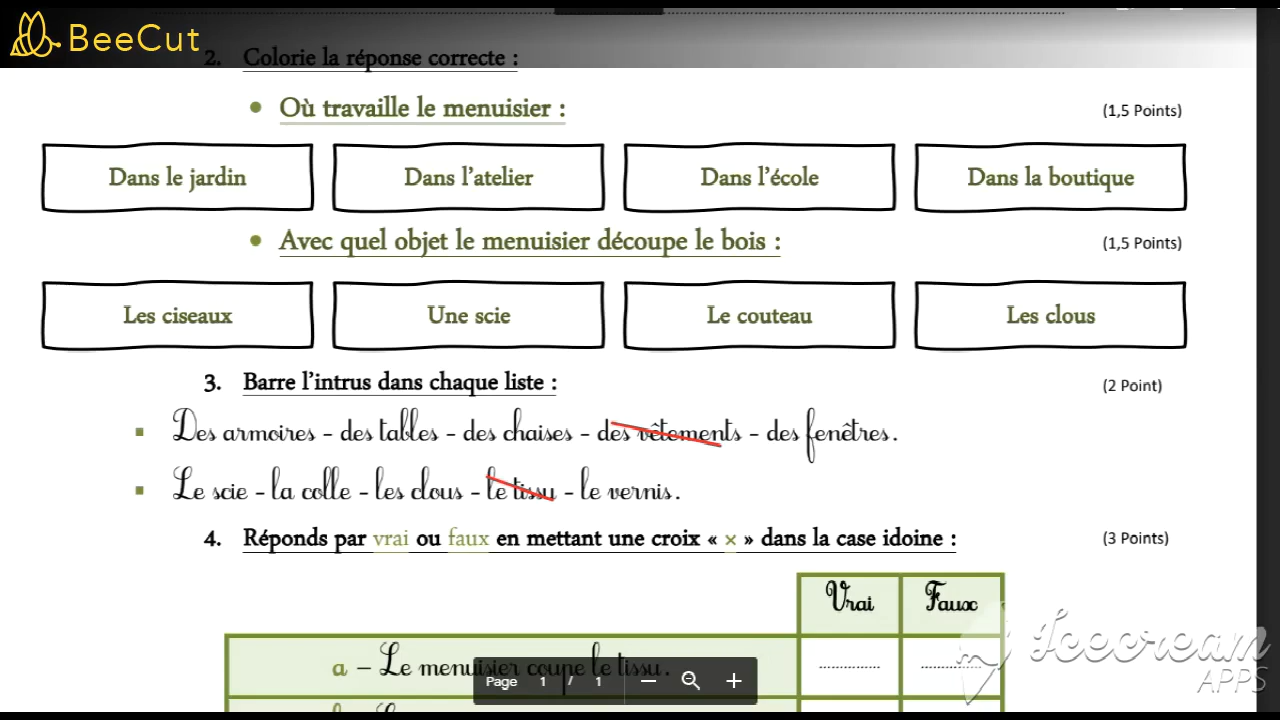 BeeCut
2. Colorie la réponse correcte :
• Où travaille le menuisier : (1,5 Points)
Dans le jardin Dans l'atelier Dans l'école Dans la boutique
• Avec quel objet le menuisier découpe le bois : (1,5 Points)
Les ciseaux Une scie Le couteau Les clous
3. Barre l'intrus dans chaque liste : (2 Point)
▪ Des armoires - des tables - des chaises - des vêtements - des fenêtres.
▪ Le scie - la colle - les clous - le tissu - le vernis.
4. Réponds par vrai ou faux en mettant une croix « × » dans la case idoine : (3 Points)
Vrai Faux
a - Le menuisier coupe le tissu. ............... ...............
Page 1 / 1
Icecream
APPS